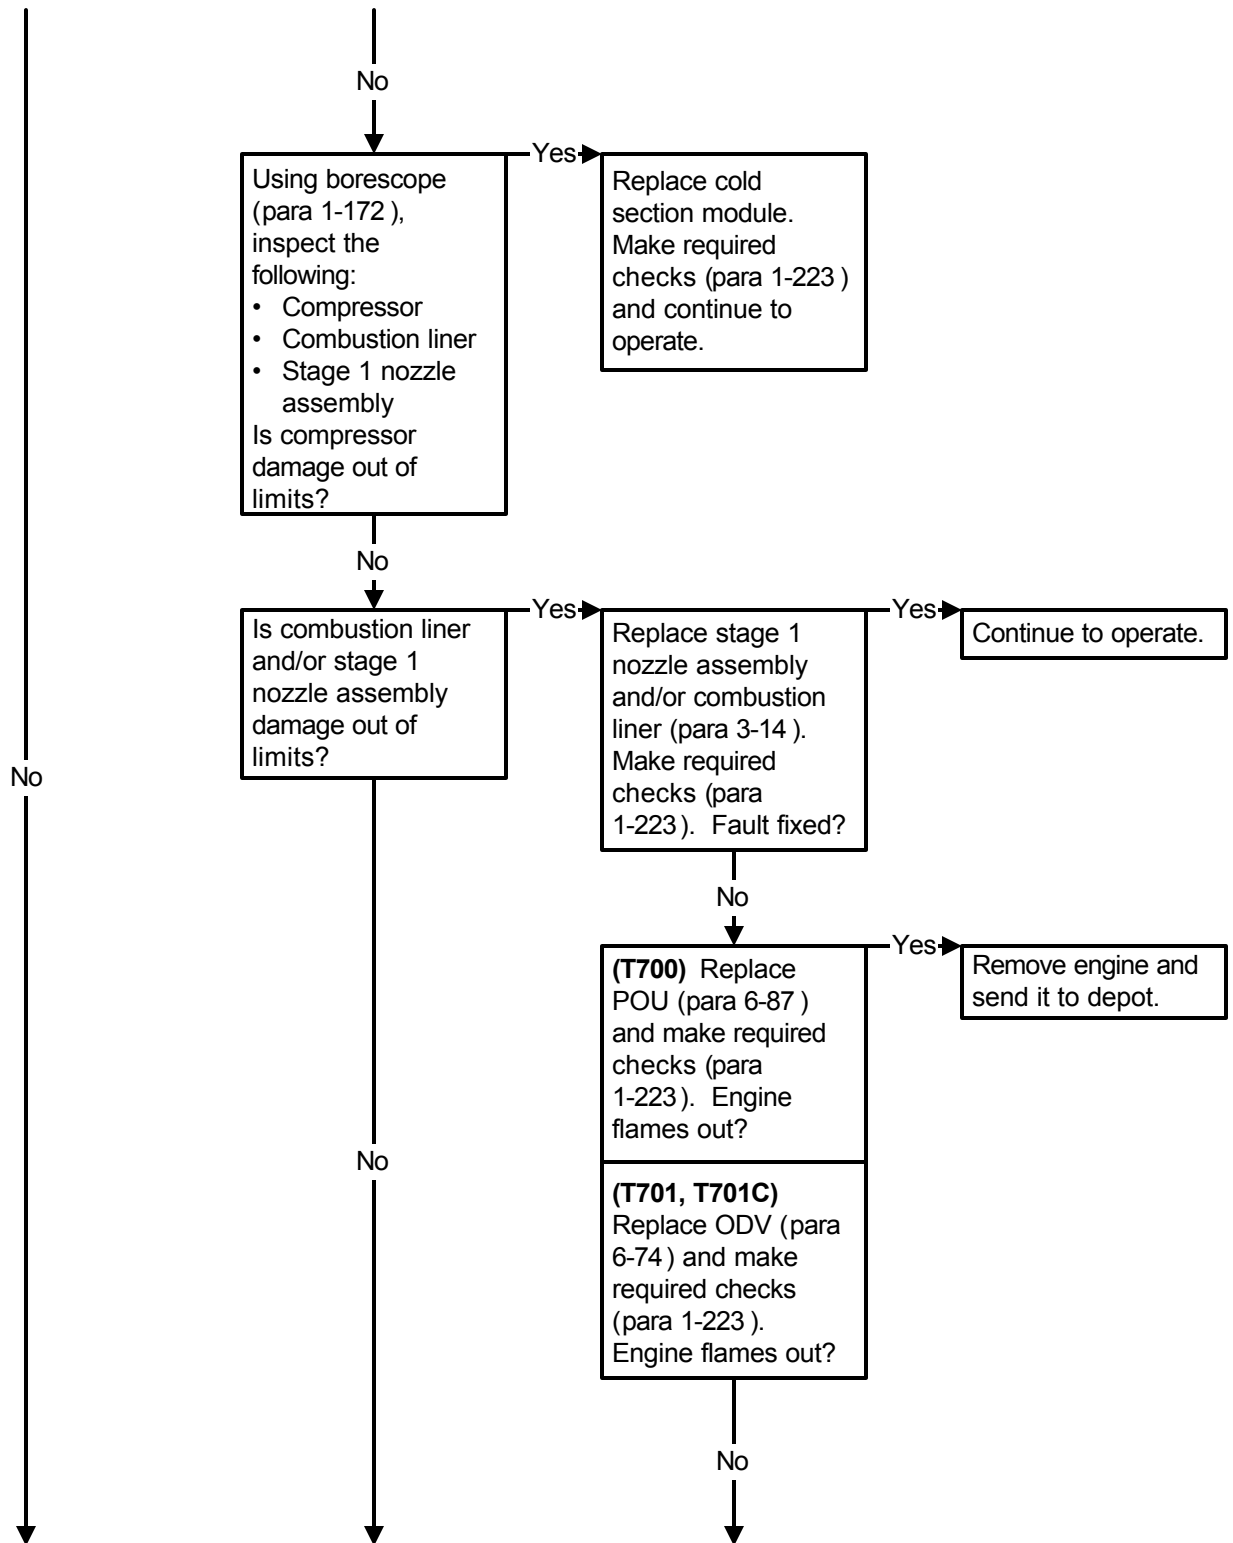 No
Using borescope
(para 1-172 ),
inspect the
following:
• Compressor
• Combustion liner
• Stage 1 nozzle
assembly
Is compressor
damage out of
limits?
Yes
Replace cold
section module.
Make required
checks (para 1-223 )
and continue to
operate.
No
Is combustion liner
and/or stage 1
nozzle assembly
damage out of
limits?
Yes
Replace stage 1
nozzle assembly
and/or combustion
liner (para 3-14 ).
Make required
checks (para
1-223 ). Fault fixed?
Yes
Continue to operate.
No
No
(T700) Replace
POU (para 6-87 )
and make required
checks (para
1-223 ). Engine
flames out?
Yes
Remove engine and
send it to depot.
No
(T701, T701C)
Replace ODV (para
6-74 ) and make
required checks
(para 1-223 ).
Engine flames out?
No